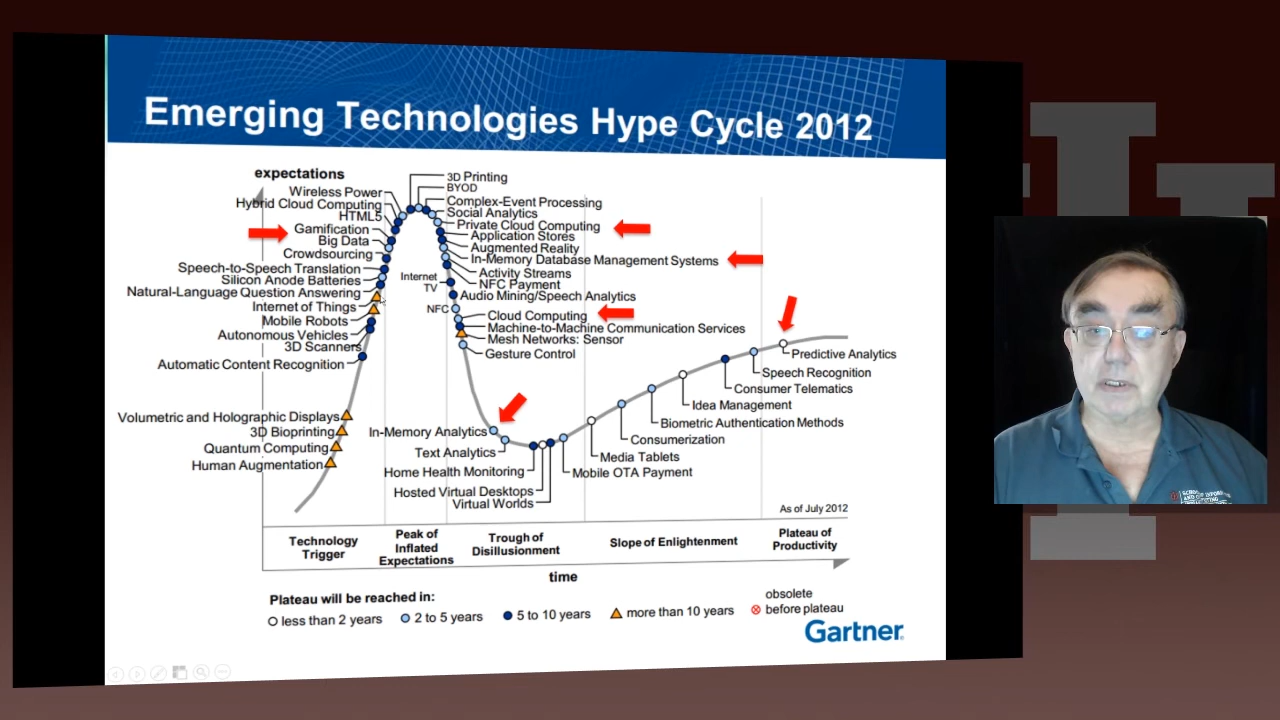 Emerging Technologies Hype Cycle 2012
expectations
3D Printing
BYOD
Wireless Power
Complex-Event Processing
Hybrid Cloud Computing
Social Analytics
HTML5
Private Cloud Computing
Gamification
Application Stores
Big Data
Augmented Reality
Crowdsourcing
In-Memory Database Management Systems
Speech-to-Speech Translation
Activity Streams
Silicon Anode Batteries
Internet
TV
NFC Payment
Natural-Language Question Answering
Audio Mining/Speech Analytics
Internet of Things
NFC
Cloud Computing
Mobile Robots
Machine-to-Machine Communication Services
Autonomous Vehicles
Mesh Networks: Sensor
3D Scanners
Gesture Control
Automatic Content Recognition
Predictive Analytics
Speech Recognition
Consumer Telematics
Idea Management
Volumetric and Holographic Displays
Biometric Authentication Methods
3D Bioprinting
In-Memory Analytics
Consumerization
Quantum Computing
Text Analytics
Media Tablets
Human Augmentation
Home Health Monitoring
Mobile OTA Payment
Hosted Virtual Desktops
Virtual Worlds
As of July 2012
Technology
Trigger
Peak of
Inflated
Expectations
Trough of
Disillusionment
Slope of Enlightenment
Plateau of
Productivity
time
Plateau will be reached in:
less than 2 years
2 to 5 years
5 to 10 years
more than 10 years
obsolete
before plateau
Gartner